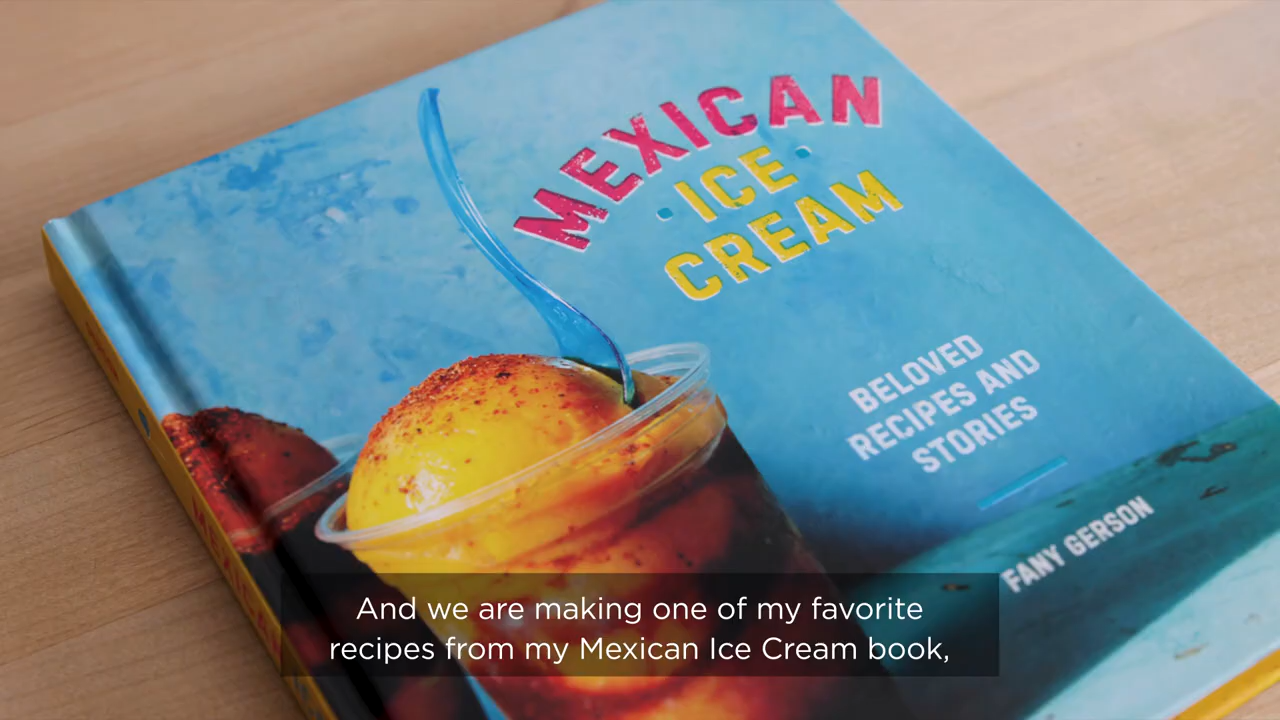 MEXICAN
ICE
CREAM
BELOVED
RECIPES AND
STORIES
FANY GERSON
MEXICAN
And we are making one of my favorite
recipes from my Mexican Ice Cream book,